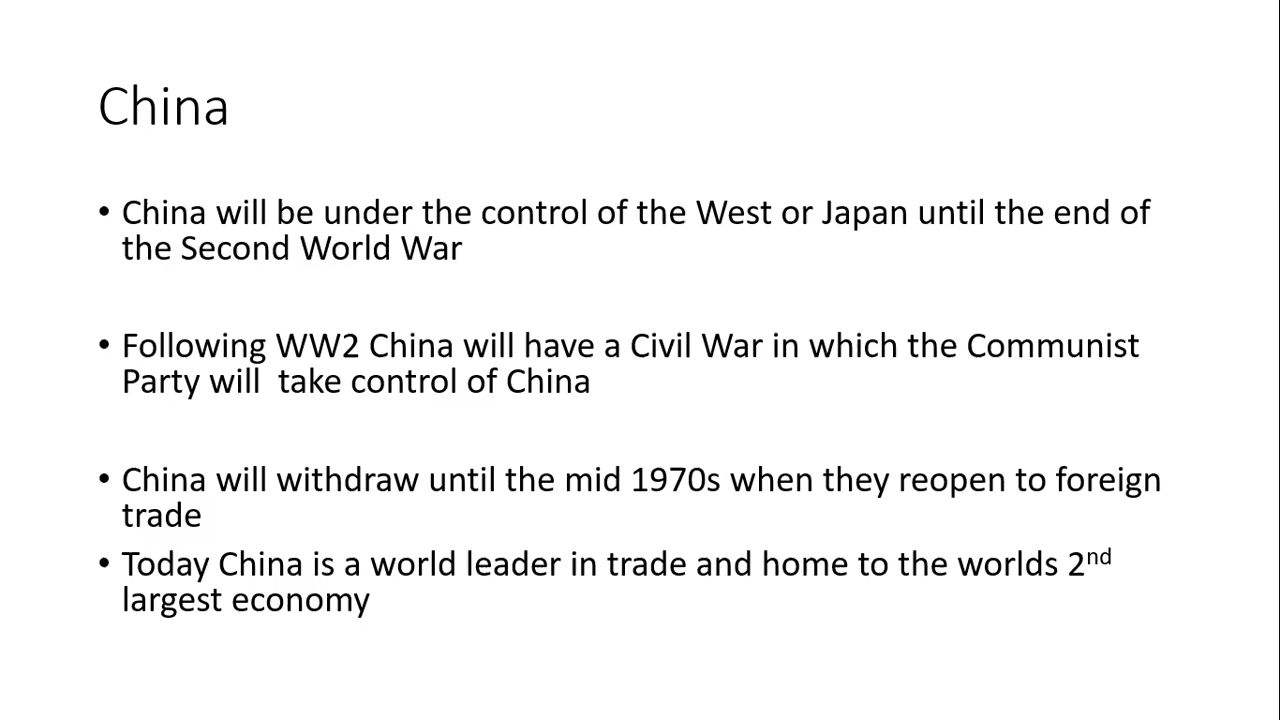 China
• China will be under the control of the West or Japan until the end of
the Second World War
• Following WW2 China will have a Civil War in which the Communist
Party will  take control of China
• China will withdraw until the mid 1970s when they reopen to foreign
trade
• Today China is a world leader in trade and home to the worlds 2nd
largest economy